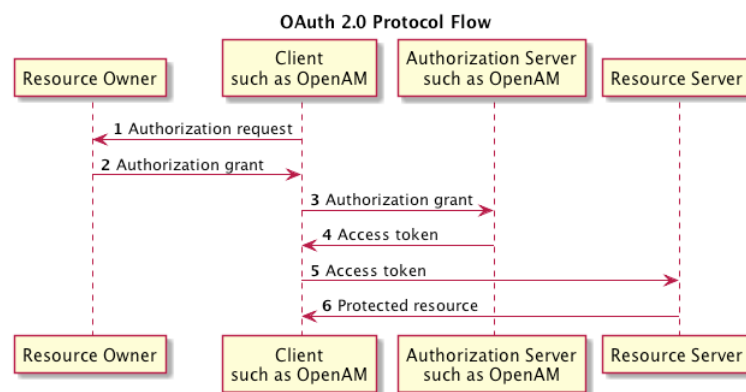 OAuth 2.0 Protocol Flow
Resource Owner
Client
such as OpenAM
Authorization Server
such as OpenAM
Resource Server
1 Authorization request
2 Authorization grant
3 Authorization grant
4 Access token
5 Access token
6 Protected resource
Resource Owner
Client
such as OpenAM
Authorization Server
such as OpenAM
Resource Server